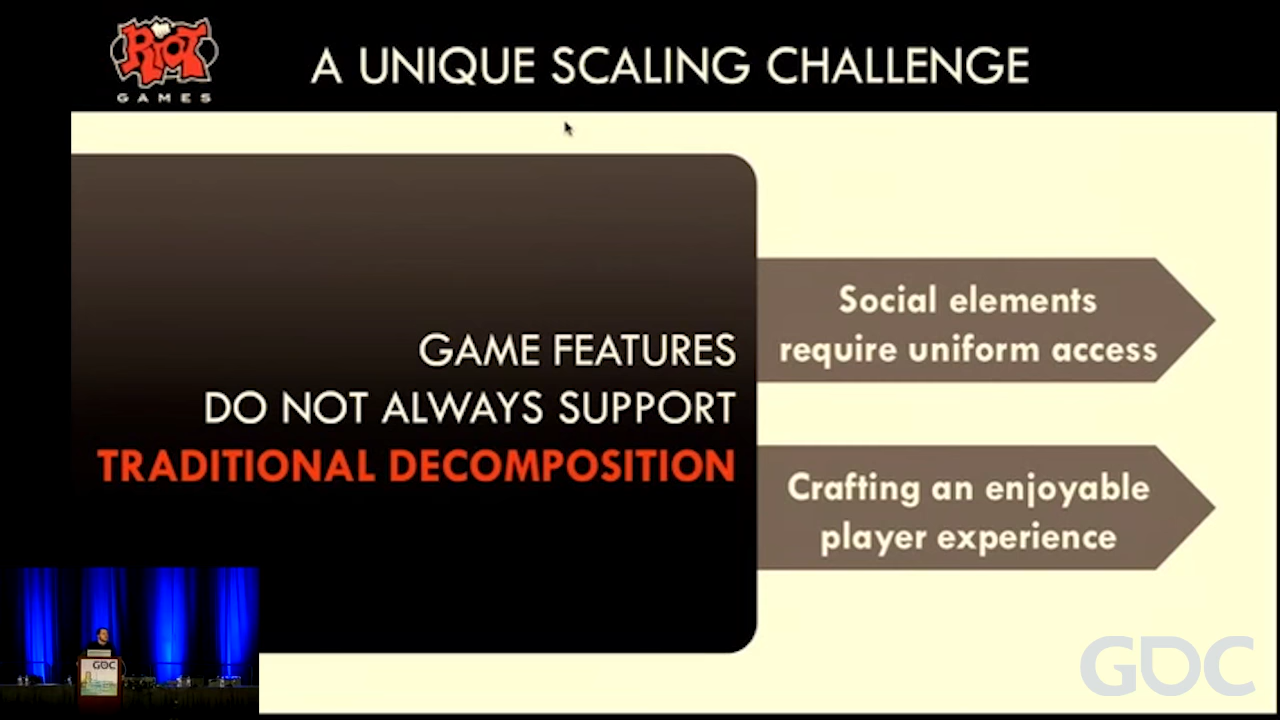 RIOT
GAMES
A UNIQUE SCALING CHALLENGE
GAME FEATURES
DO NOT ALWAYS SUPPORT
TRADITIONAL DECOMPOSITION
Social elements
require uniform access
Crafting an enjoyable
player experience
GDC
GDC